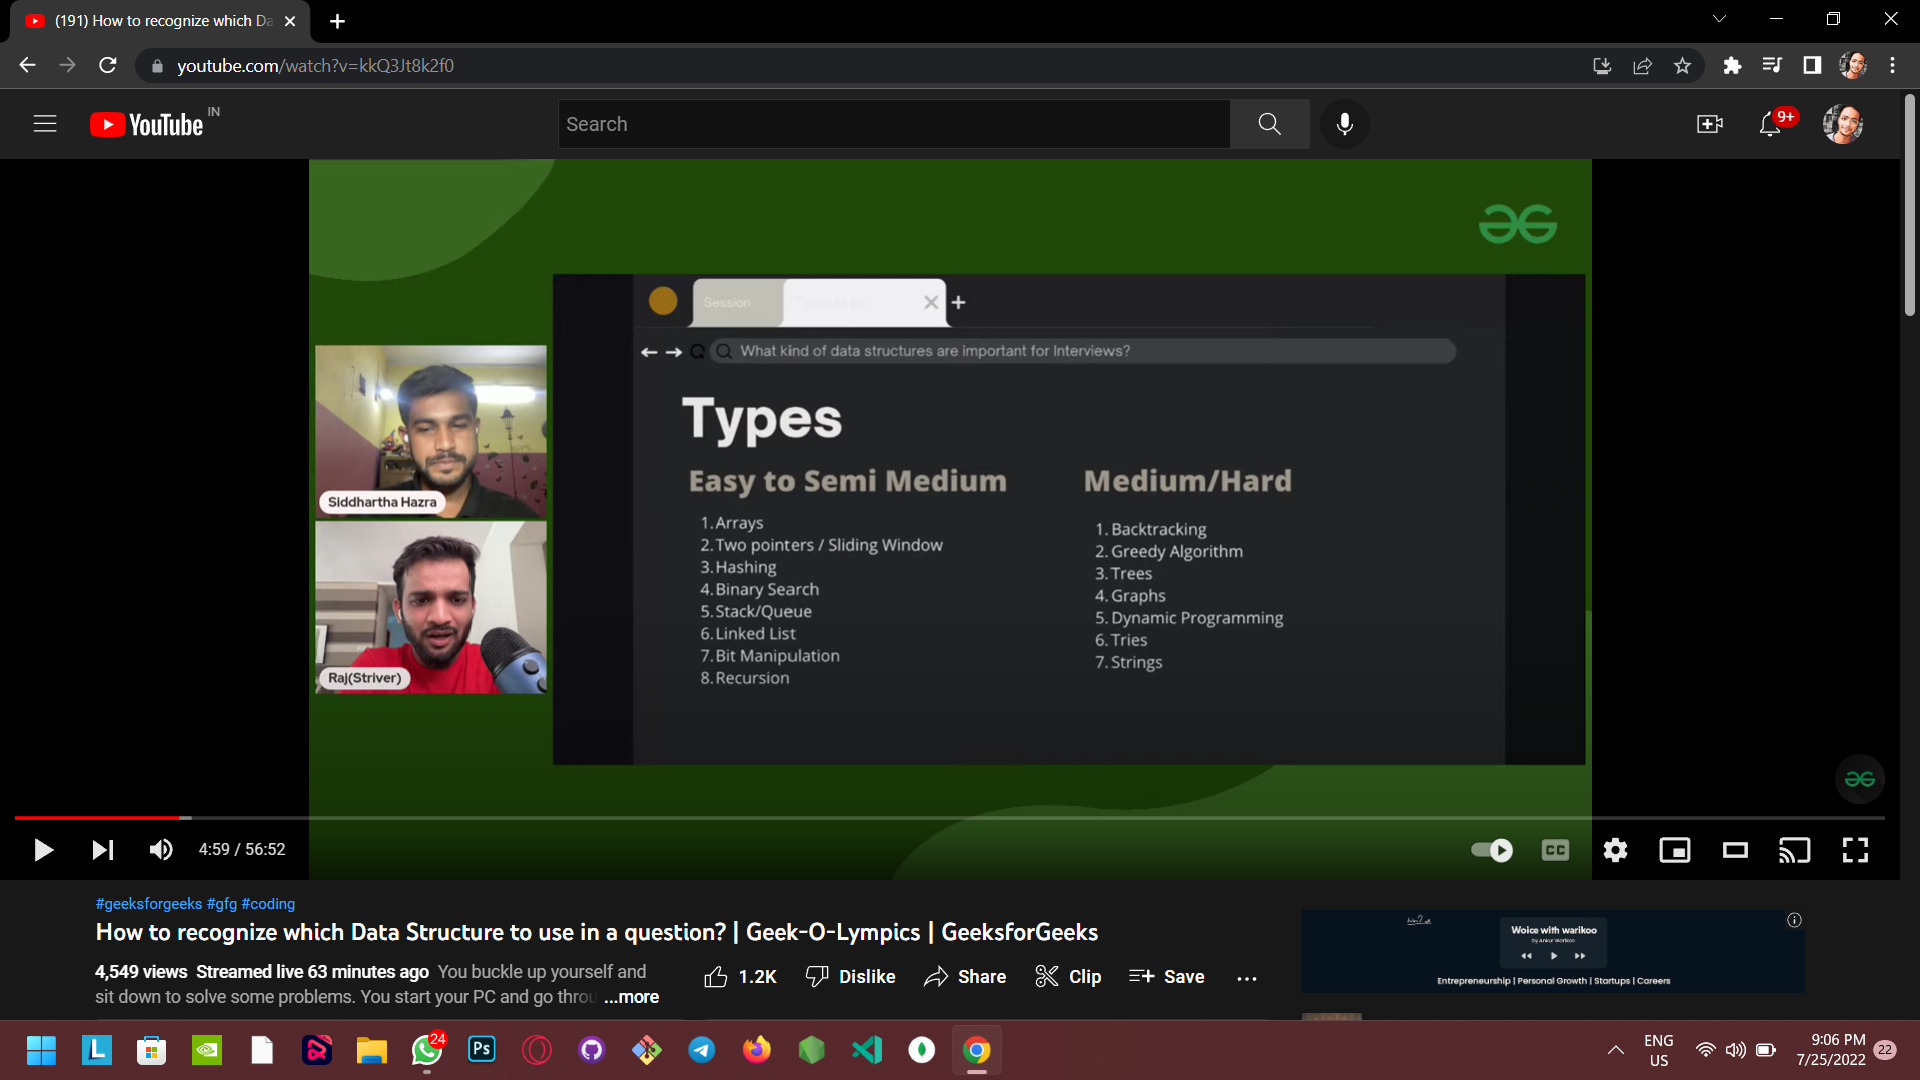 (191) How to recognize which Da
youtube.com/watch?v=kkQ3Jt8k2f0
YouTube IN
Search
9+
Session
What kind of data structures are important for Interviews?
Types
Easy to Semi Medium
1. Arrays
2. Two pointers / Sliding Window
3. Hashing
4. Binary Search
5. Stack/Queue
6. Linked List
7. Bit Manipulation
8. Recursion
Medium/Hard
1. Backtracking
2. Greedy Algorithm
3. Trees
4. Graphs
5. Dynamic Programming
6. Tries
7. Strings
Siddhartha Hazra
Raj(Striver)
4:59 / 56:52
CC
#geeksforgeeks #gfg #coding
How to recognize which Data Structure to use in a question? | Geek-O-Lympics | GeeksforGeeks
4,549 views Streamed live 63 minutes ago You buckle up yourself and
sit down to solve some problems. You start your PC and go throu ...more
1.2K
Dislike
Share
Clip
Save
Woice with warikoo
by Ankur Warikoo
Entrepreneurship | Personal Growth | Startups | Careers
L
24
Ps
ENG
US
9:06 PM
7/25/2022
22